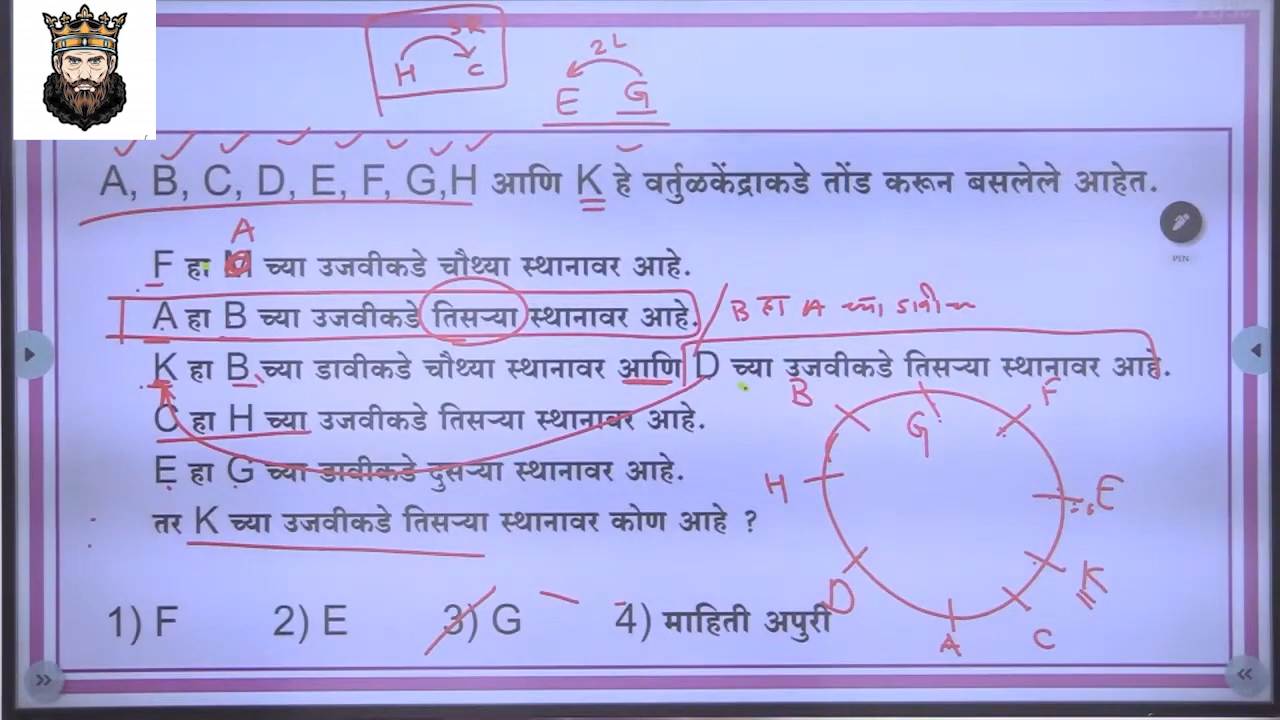 3R
H C
2L
E G
A, B, C, D, E, F, G,H आणि K हे वर्तुळकेंद्राकडे तोंड करून बसलेले आहेत.
A
F हा च्या उजवीकडे चौथ्या स्थानावर आहे.
A हा B च्या उजवीकडे तिसऱ्या स्थानावर आहे.
B हा A च्या डावीच
K हा B च्या डावीकडे चौथ्या स्थानावर आणि D च्या उजवीकडे तिसऱ्या स्थानावर आहे.
C हा H च्या उजवीकडे तिसऱ्या स्थानावर आहे.
E हा G च्या डावीकडे दुसऱ्या स्थानावर आहे.
तर K च्या उजवीकडे तिसऱ्या स्थानावर कोण आहे ?
1) F 2) E 3) G 4) माहिती अपुरी
B G F
H E
D K
A C
PEN